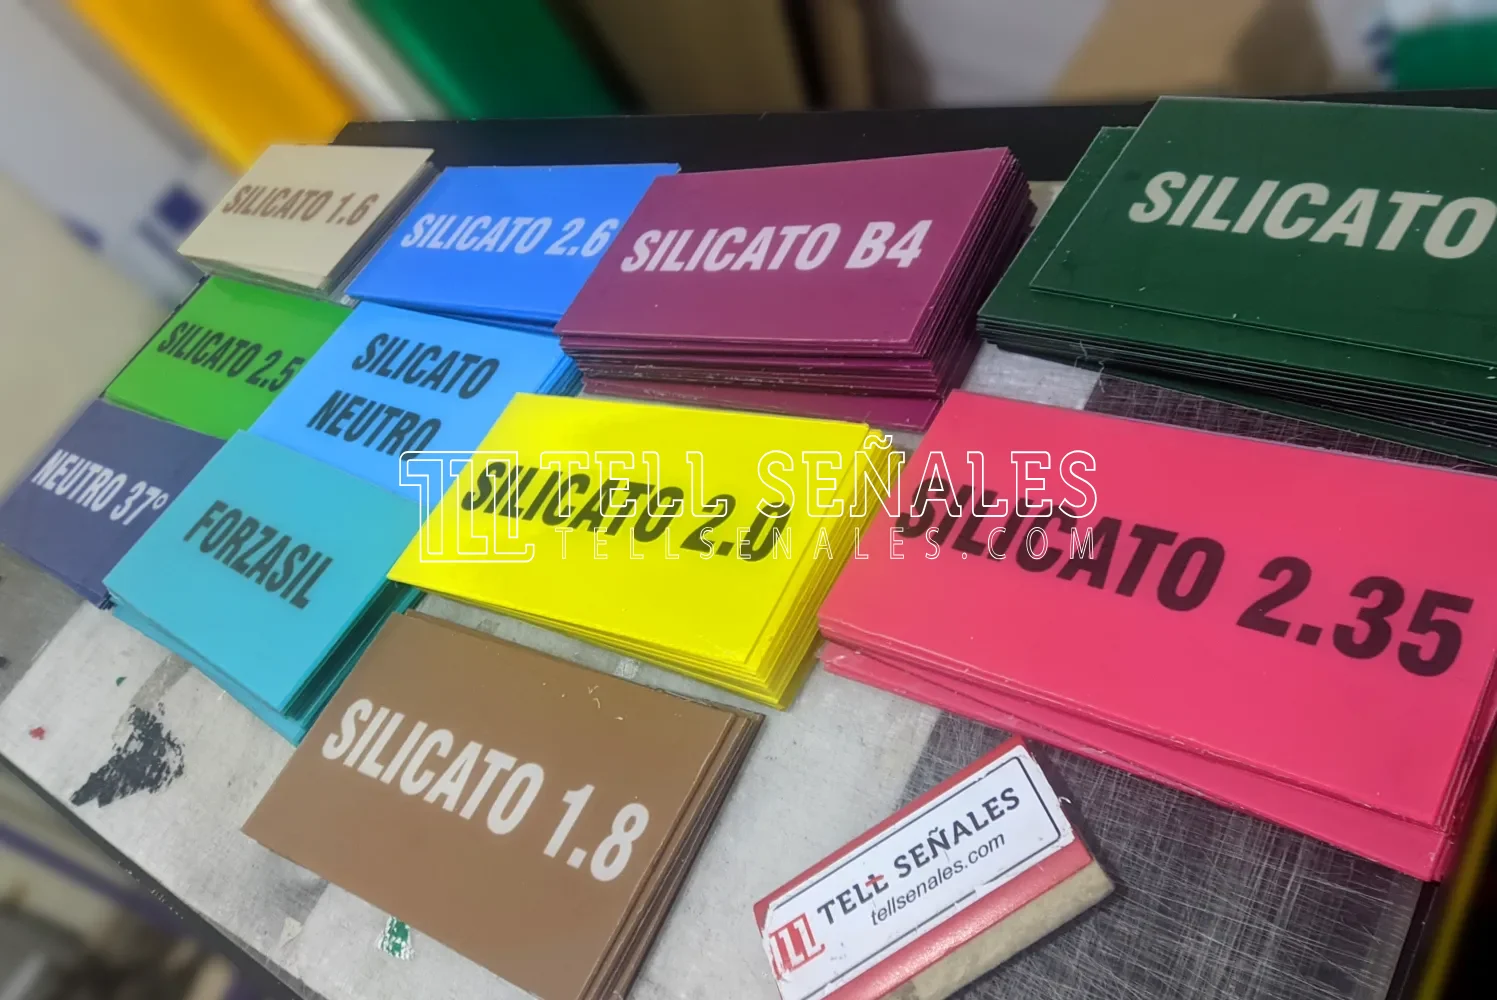 SILICATO 1.6
SILICATO 2.6
SILICATO B4
SILICATO
SILICATO 2.5
SILICATO
NEUTRO
NEUTRO 37°
FORZASIL
SILICATO 2.0
SILICATO 2.35
SILICATO 1.8
TELL SEÑALES
TELLSENALES.COM
TELL SEÑALES
tellsenales.com